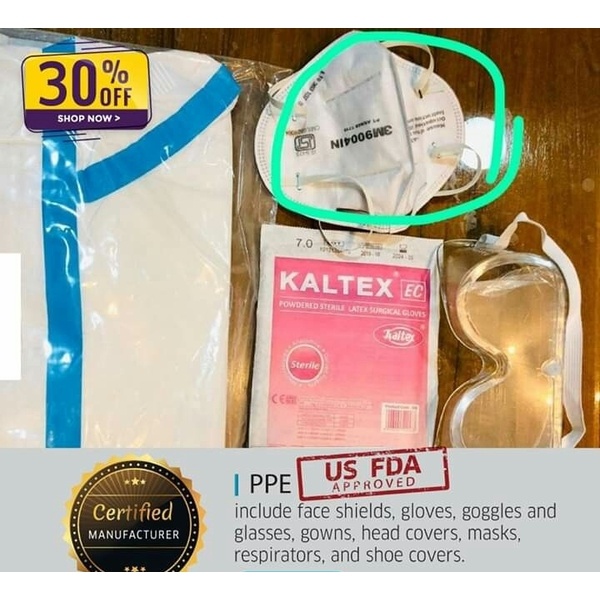 30%
OFF
SHOP NOW >
3M9004IN
7.0
KALTEX EC
POWDERED STERILE LATEX SURGICAL GLOVES
Kaltex
Sterile
Certified
MANUFACTURER
PPE
US FDA
APPROVED
include face shields, gloves, goggles and
glasses, gowns, head covers, masks,
respirators, and shoe covers.